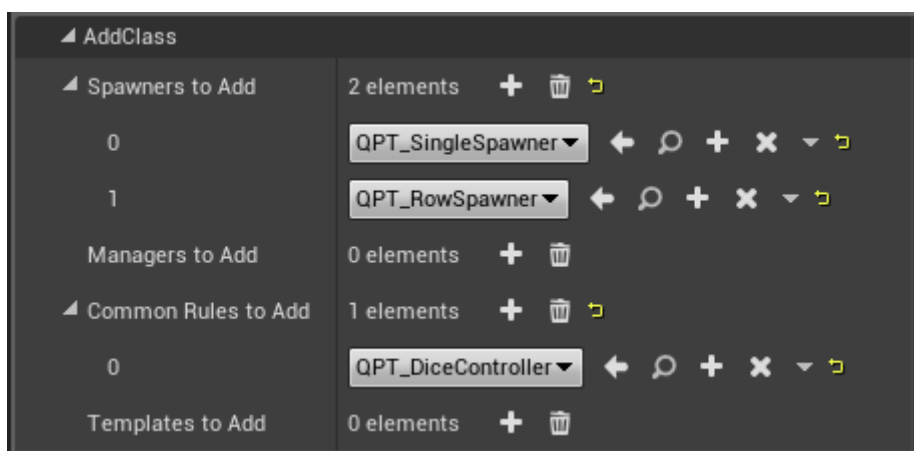 AddClass
Spawners to Add 2 elements
0 QPT_SingleSpawner
1 QPT_RowSpawner
Managers to Add 0 elements
Common Rules to Add 1 elements
0 QPT_DiceController
Templates to Add 0 elements